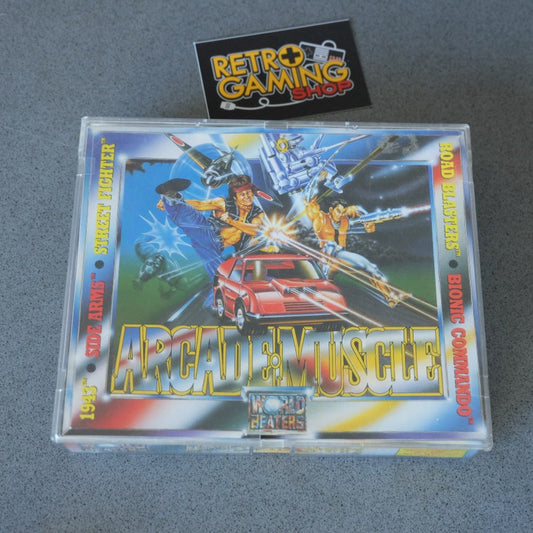 RETRO
GAMING
SHOP
1943™ • SIDE ARMS™ • STREET FIGHTER™
ROAD BLASTERS™ • BIONIC COMMANDO™
ARCADE MUSCLE
WORLD
BEATERS